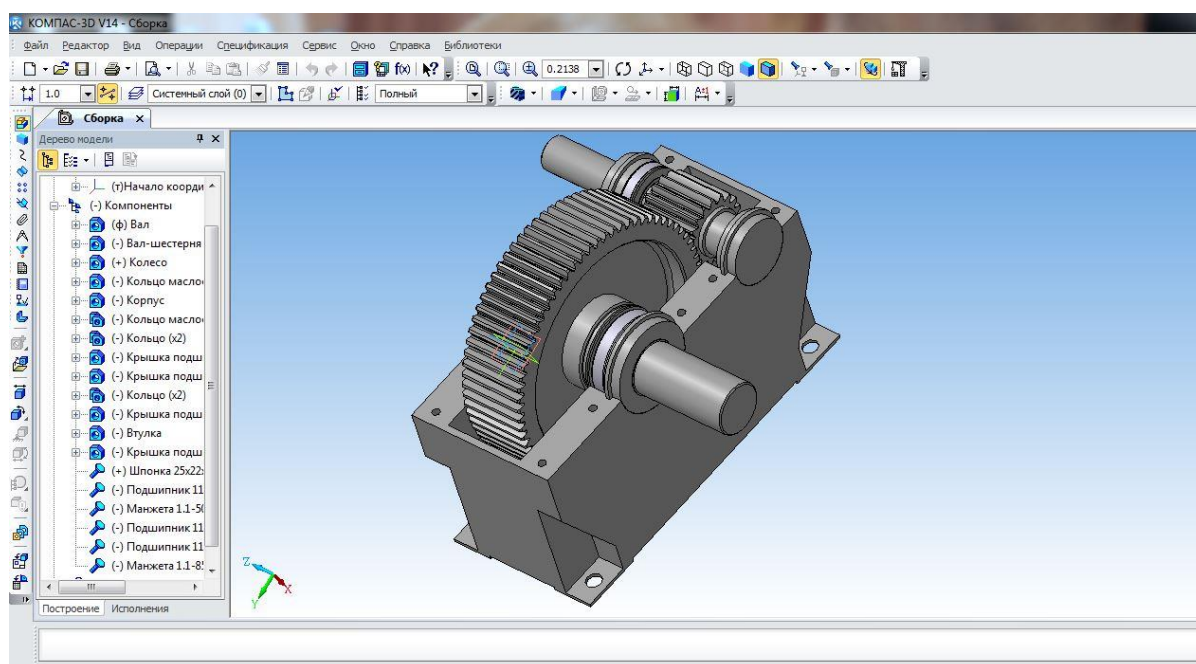 КОМПАС-3D V14 - Сборка
Файл Редактор Вид Операции Спецификация Сервис Окно Справка Библиотеки
0.2138
f(x)
1.0 Системный слой (0) Полный
Сборка
Дерево модели
(т)Начало коорди
(-) Компоненты
(ф) Вал
(-) Вал-шестерня
(+) Колесо
(-) Кольцо масло
(-) Корпус
(-) Кольцо масло
(-) Кольцо (x2)
(-) Крышка подш
(-) Крышка подш
(-) Кольцо (x2)
(-) Крышка подш
(-) Втулка
(-) Крышка подш
(+) Шпонка 25x22
(-) Подшипник 11
(-) Манжета 1.1-50
(-) Подшипник 11
(-) Подшипник 11
(-) Манжета 1.1-85
Z
X
Y
Построение Исполнения